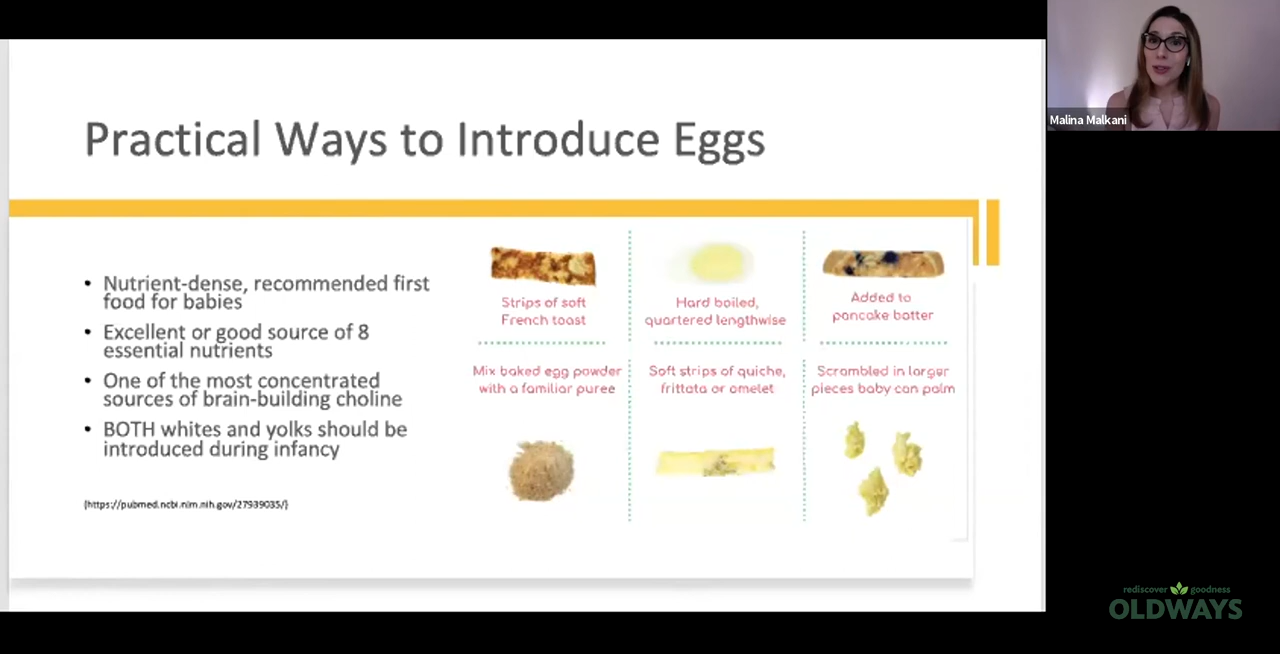 Practical Ways to Introduce Eggs
• Nutrient-dense, recommended first
food for babies
• Excellent or good source of 8
essential nutrients
• One of the most concentrated
sources of brain-building choline
• BOTH whites and yolks should be
introduced during infancy
(https://pubmed.ncbi.nlm.nih.gov/27939035/)
Strips of soft
French toast
Hard boiled,
quartered lengthwise
Added to
pancake batter
Mix baked egg powder
with a familiar puree
Soft strips of quiche,
frittata or omelet
Scrambled in larger
pieces baby can palm
Malina Malkani
rediscover goodness
OLDWAYS